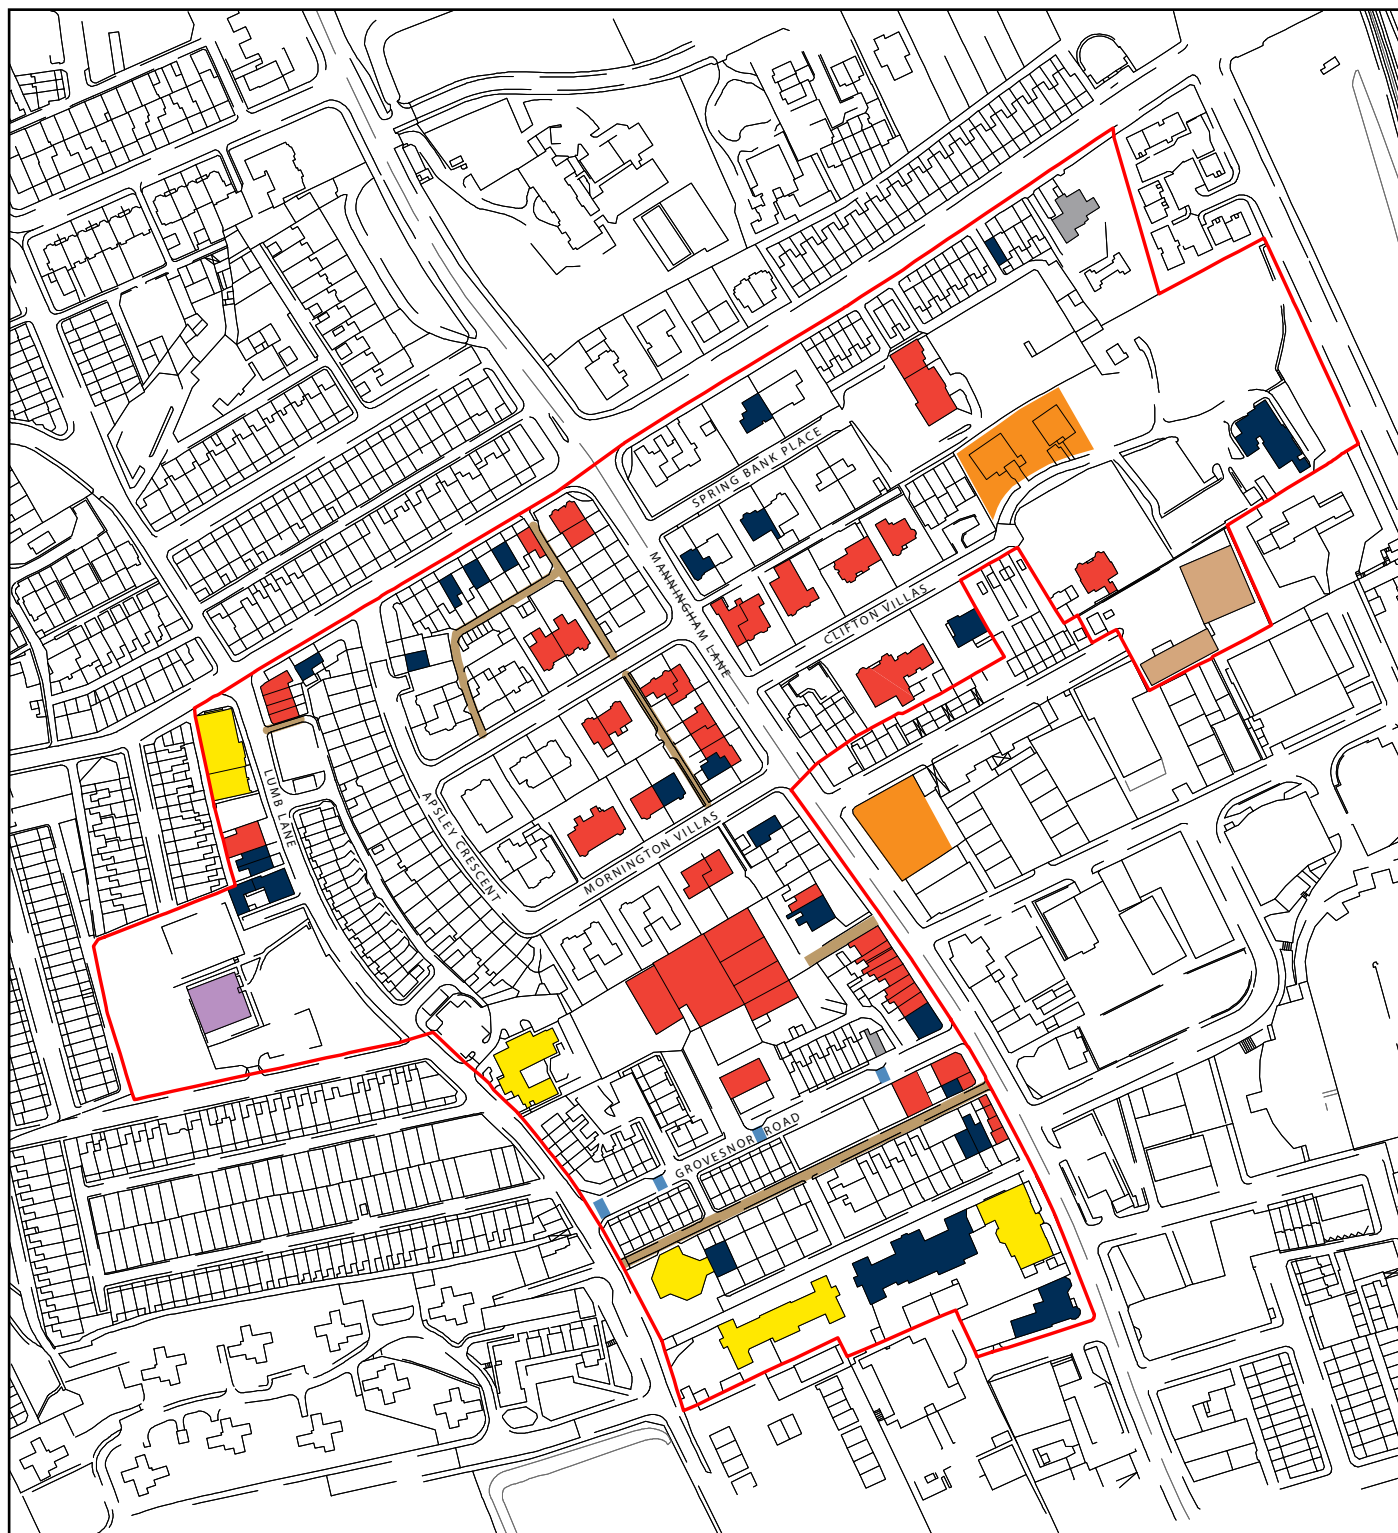 SPRING BANK PLACE
MANNINGHAM LANE
CLIFTON VILLAS
LUMB LANE
APSLEY CRESCENT
MORNINGTON VILLAS
GROVESNOR ROAD